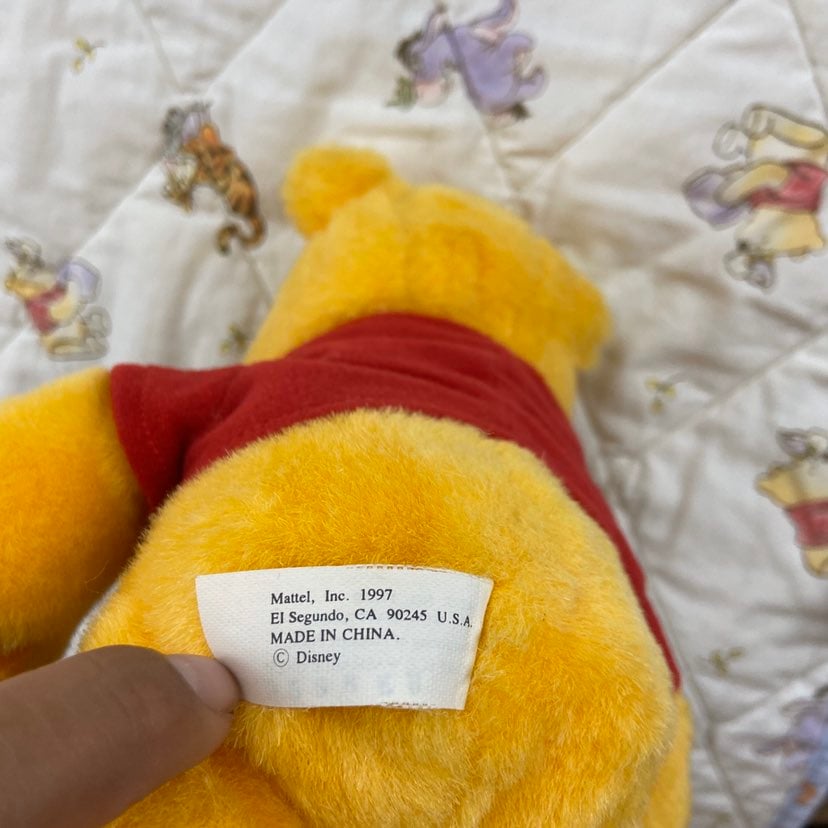 Mattel, Inc. 1997
El Segundo, CA 90245 U.S.A.
MADE IN CHINA.
© Disney